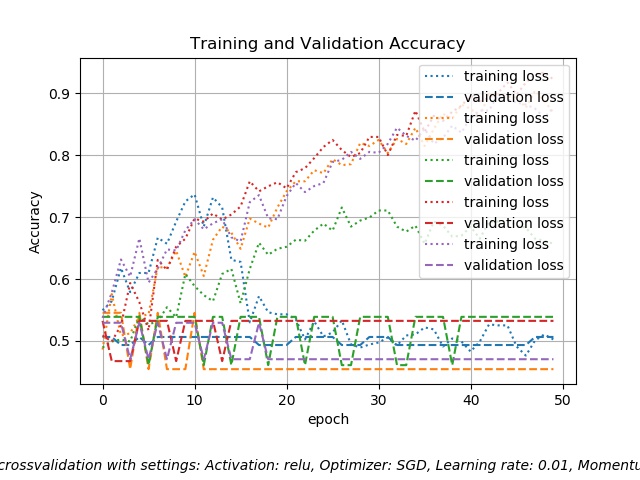 Training and Validation Accuracy
training loss
validation loss
training loss
validation loss
training loss
validation loss
training loss
validation loss
training loss
validation loss
Accuracy
0.9
0.8
0.7
0.6
0.5
0 10 20 30 40 50
epoch
crossvalidation with settings: Activation: relu, Optimizer: SGD, Learning rate: 0.01,